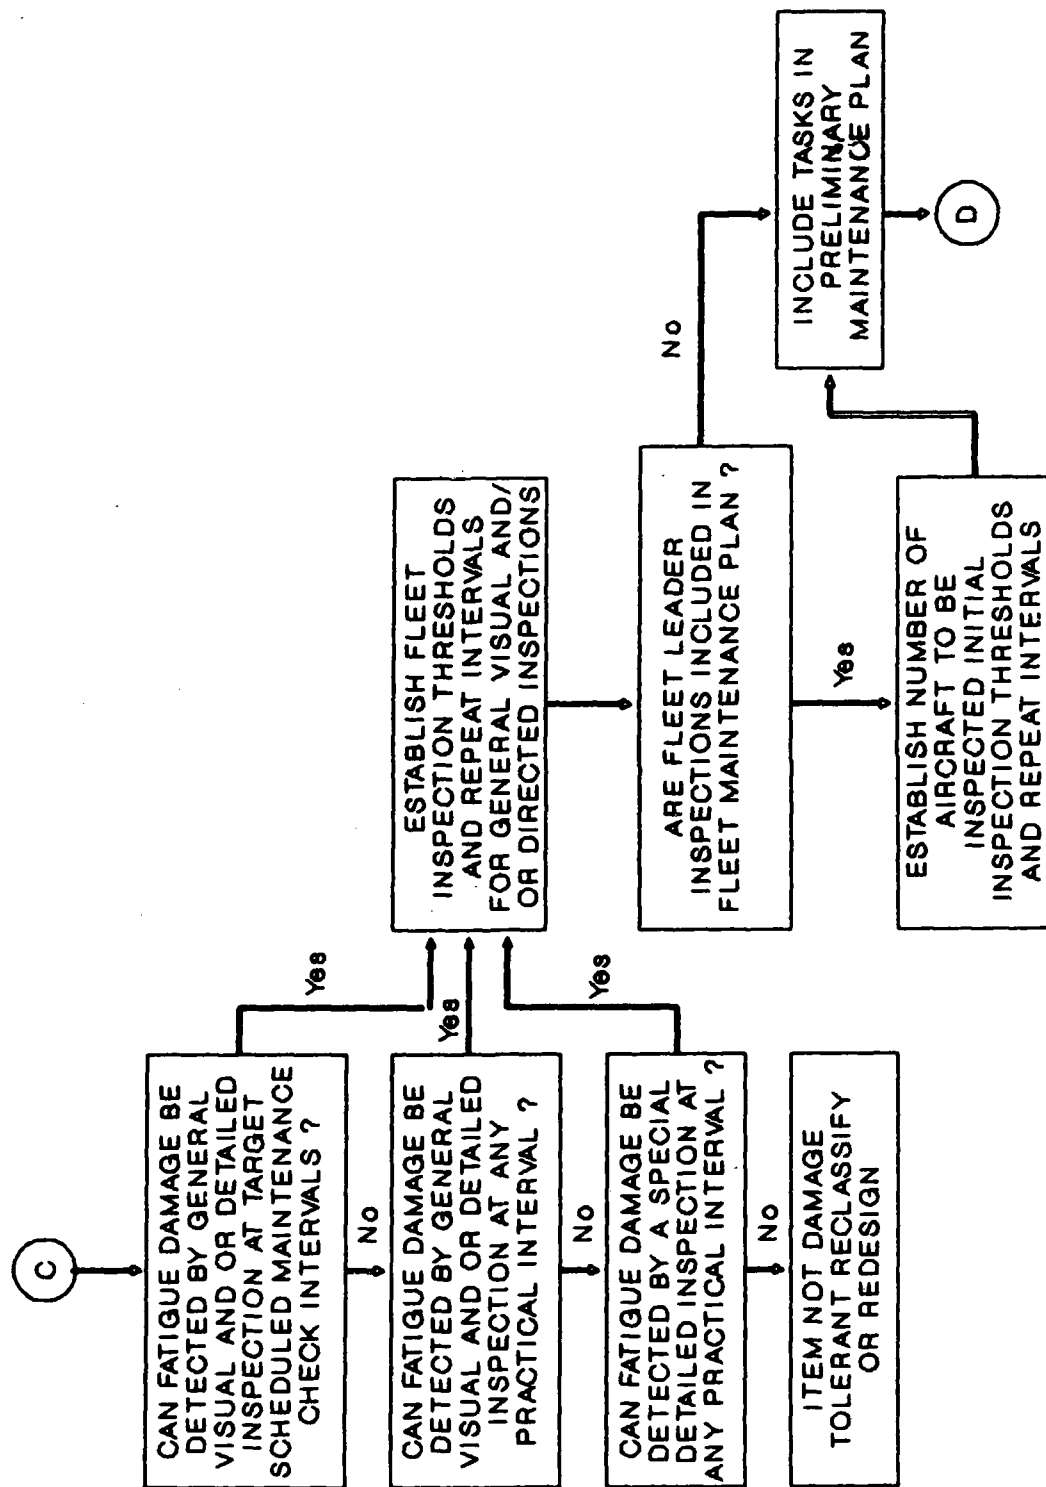 C
CAN FATIGUE DAMAGE BE
DETECTED BY GENERAL
VISUAL AND OR DETAILED
INSPECTION AT TARGET
SCHEDULED MAINTENANCE
CHECK INTERVALS ?
Yes
No
CAN FATIGUE DAMAGE BE
DETECTED BY GENERAL
VISUAL AND OR DETAILED
INSPECTION AT ANY
PRACTICAL INTERVAL ?
Yes
No
CAN FATIGUE DAMAGE BE
DETECTED BY A SPECIAL
DETAILED INSPECTION AT
ANY PRACTICAL INTERVAL ?
Yes
No
ITEM NOT DAMAGE
TOLERANT RECLASSIFY
OR REDESIGN
ESTABLISH FLEET
INSPECTION THRESHOLDS
AND REPEAT INTERVALS
FOR GENERAL VISUAL AND/
OR DIRECTED INSPECTIONS
ARE FLEET LEADER
INSPECTIONS INCLUDED IN
FLEET MAINTENANCE PLAN ?
No
Yes
ESTABLISH NUMBER OF
AIRCRAFT TO BE
INSPECTED INITIAL
INSPECTION THRESHOLDS
AND REPEAT INTERVALS
INCLUDE TASKS IN
PRELIMINARY
MAINTENANCE PLAN
D